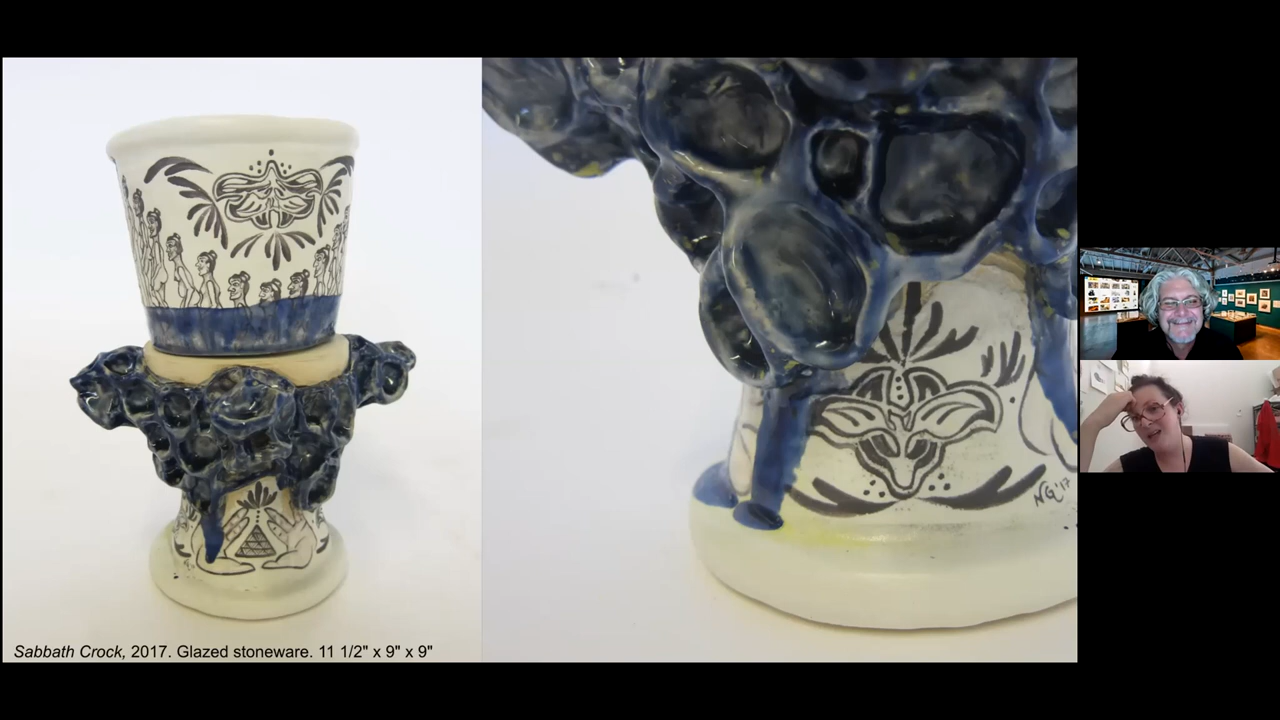 Sabbath Crock, 2017. Glazed stoneware. 11 1/2" x 9" x 9"
NG '17